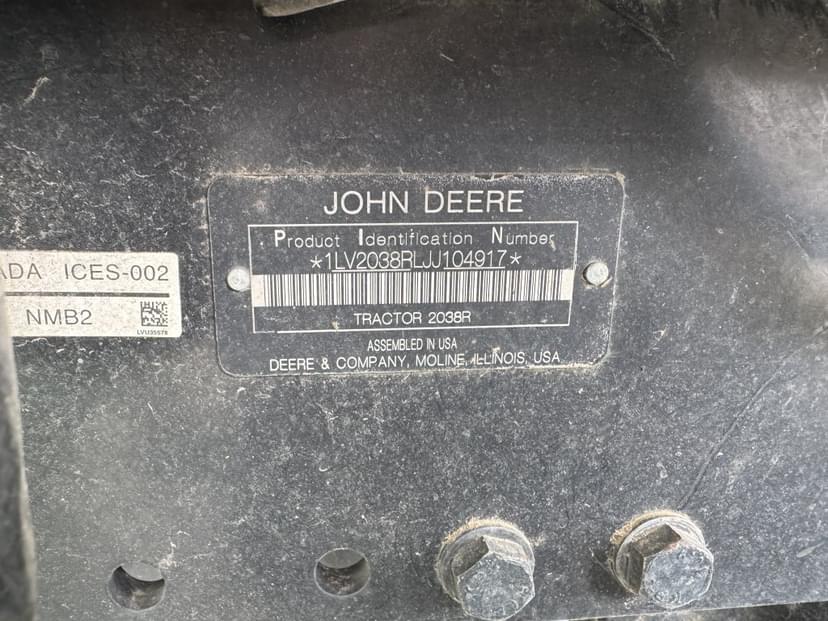 JOHN DEERE
Product Identification Number
*1LV2038RLJJ104917*
TRACTOR 2038R
ASSEMBLED IN USA
DEERE & COMPANY, MOLINE, ILLINOIS, USA
ADA ICES-002
NMB2
LVU35578